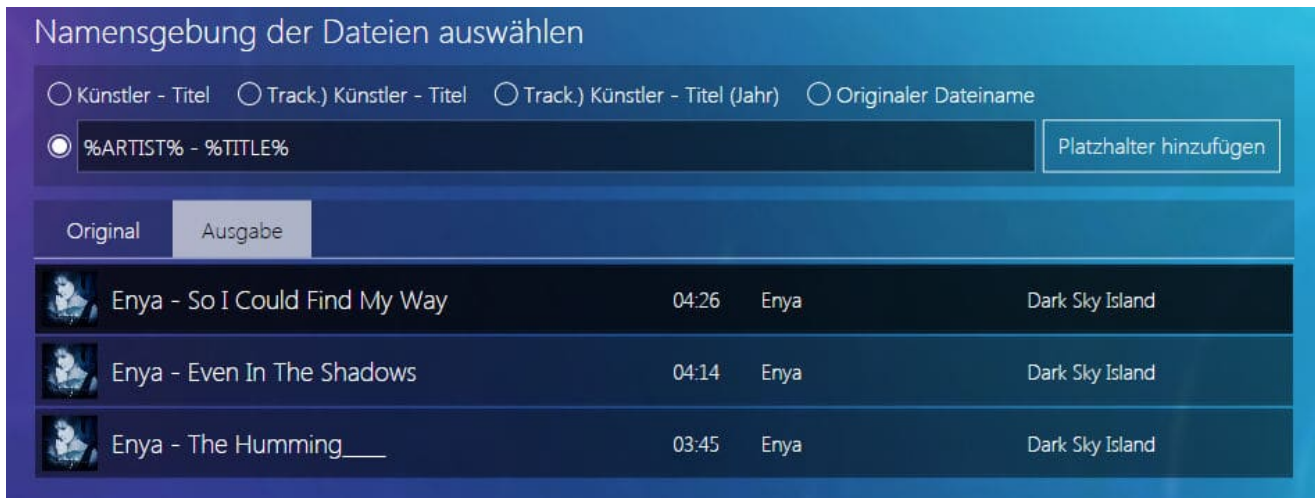 Namensgebung der Dateien auswählen
Künstler - Titel Track.) Künstler - Titel Track.) Künstler - Titel (Jahr) Originaler Dateiname
%ARTIST% - %TITLE% Platzhalter hinzufügen
Original Ausgabe
Enya - So I Could Find My Way 04:26 Enya Dark Sky Island
Enya - Even In The Shadows 04:14 Enya Dark Sky Island
Enya - The Humming___ 03:45 Enya Dark Sky Island